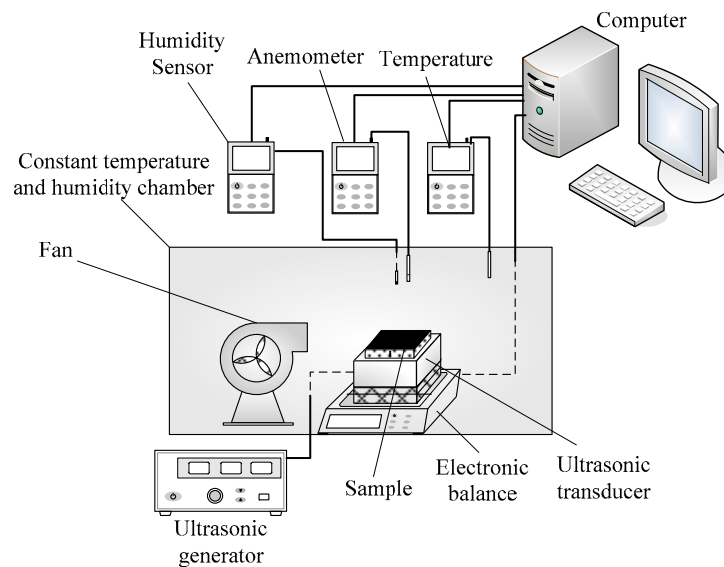 Computer
Humidity
Sensor
Anemometer
Temperature
Constant temperature
and humidity chamber
Fan
Sample
Electronic
balance
Ultrasonic
transducer
Ultrasonic
generator